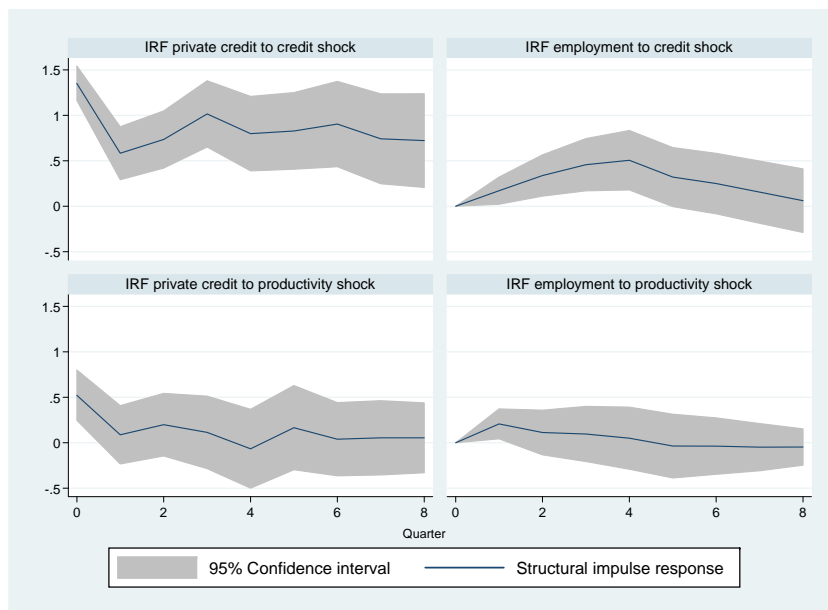 IRF private credit to credit shock
IRF employment to credit shock
1.5
1
.5
0
-.5
IRF private credit to productivity shock
IRF employment to productivity shock
1.5
1
.5
0
-.5
0 2 4 6 8
0 2 4 6 8
Quarter
95% Confidence interval
Structural impulse response